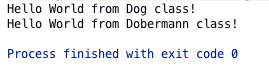 Hello World from Dog class!
Hello World from Dobermann class!
Process finished with exit code 0